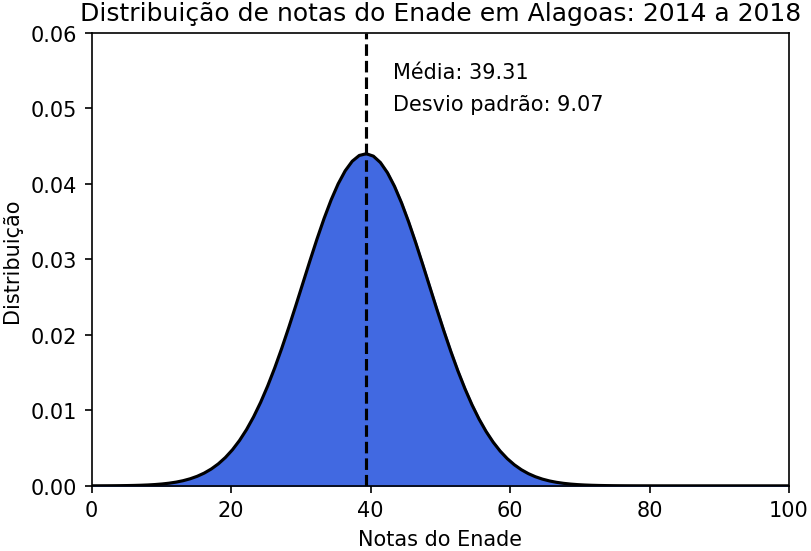 Distribuição de notas do Enade em Alagoas: 2014 a 2018
0.06
0.05
0.04
0.03
0.02
0.01
0.00
Distribuição
Média: 39.31
Desvio padrão: 9.07
0
20
40
60
80
100
Notas do Enade